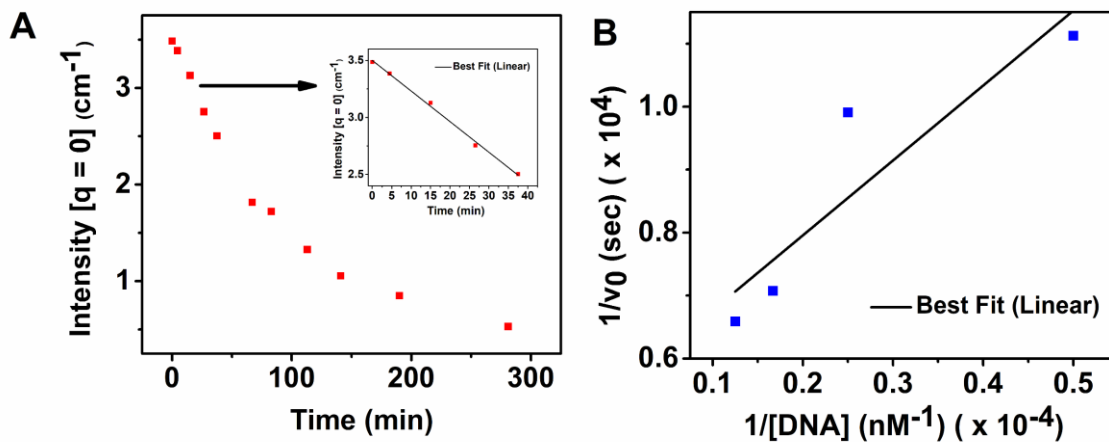 A
Intensity [q = 0] (cm⁻¹)
3
2
1
0
100
200
300
Time (min)
Intensity [q = 0] (cm⁻¹)
3.5
3.0
2.5
Best Fit (Linear)
0
5
10
15
20
25
30
35
40
Time (min)
B
1/v₀ (sec) ( x 10⁴)
1.0
0.8
0.6
Best Fit (Linear)
0.1
0.2
0.3
0.4
0.5
1/[DNA] (nM⁻¹) ( x 10⁻⁴)